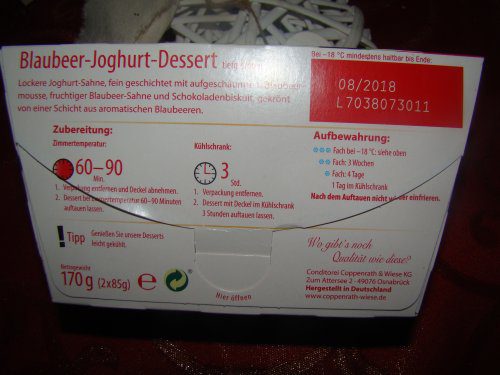 Blaubeer-Joghurt-Dessert
Bei –18 °C mindestens haltbar bis Ende:
08/2018
L7038073011
Lockere Joghurt-Sahne, fein geschichtet mit aufgeschäumter
mousse, fruchtiger Blaubeer-Sahne und Schokoladenbiskuit, gekrönt
von einer Schicht aus aromatischen Blaubeeren.
Zubereitung:
Zimmertemperatur:
60–90
Min.
1. Verpackung entfernen und Deckel abnehmen.
2. Dessert bei Zimmertemperatur 60–90 Minuten
auftauen lassen.
Kühlschrank:
3
Std.
1. Verpackung entfernen.
2. Dessert mit Deckel im Kühlschrank
3 Stunden auftauen lassen.
Aufbewahrung:
Fach bei –18 °C: siehe oben
Fach: 3 Wochen
Fach: 4 Tage
1 Tag im Kühlschrank
Nach dem Auftauen nicht wieder einfrieren.
! Tipp
Genießen Sie unsere Desserts
leicht gekühlt.
Nettogewicht
170 g (2x85g) e
Hier öffnen
Wo gibt's noch
Qualität wie diese?
Conditorei Coppenrath & Wiese KG
Zum Attersee 2 - 49076 Osnabrück
Hergestellt in Deutschland
www.coppenrath-wiese.de